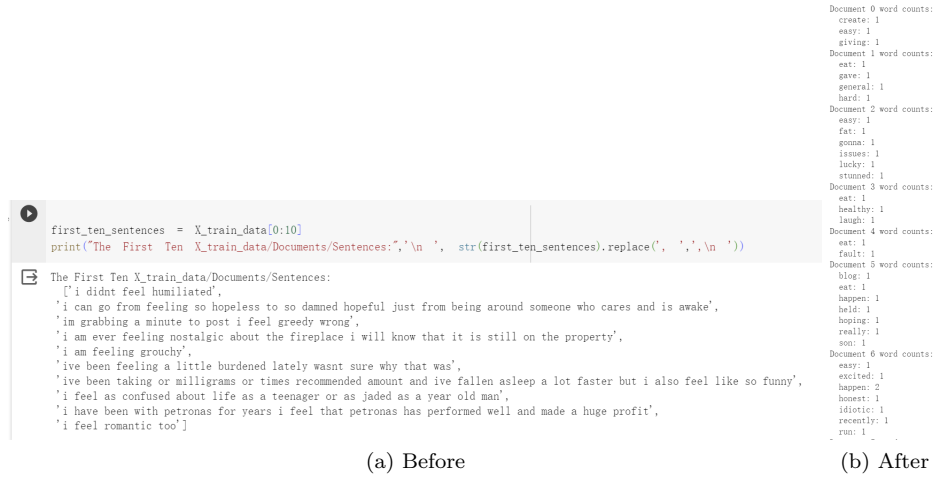 first_ten_sentences = X_train_data[0:10]
print("The First Ten X_train_data/Documents/Sentences:",'\n ', str(first_ten_sentences).replace(', ',',\n '))
The First Ten X_train_data/Documents/Sentences:
['i didnt feel humiliated',
'i can go from feeling so hopeless to so damned hopeful just from being around someone who cares and is awake',
'im grabbing a minute to post i feel greedy wrong',
'i am ever feeling nostalgic about the fireplace i will know that it is still on the property',
'i am feeling grouchy',
'ive been feeling a little burdened lately wasnt sure why that was',
'ive been taking or milligrams or times recommended amount and ive fallen asleep a lot faster but i also feel like so funny',
'i feel as confused about life as a teenager or as jaded as a year old man',
'i have been with petronas for years i feel that petronas has performed well and made a huge profit',
'i feel romantic too']
(a) Before
Document 0 word counts:
create: 1
easy: 1
giving: 1
Document 1 word counts:
eat: 1
gave: 1
general: 1
hard: 1
Document 2 word counts:
easy: 1
fat: 1
gonna: 1
issues: 1
lucky: 1
stunned: 1
Document 3 word counts:
eat: 1
healthy: 1
laugh: 1
Document 4 word counts:
eat: 1
fault: 1
Document 5 word counts:
blog: 1
eat: 1
happen: 1
held: 1
hoping: 1
really: 1
son: 1
Document 6 word counts:
easy: 1
excited: 1
happen: 2
honest: 1
idiotic: 1
recently: 1
run: 1
(b) After